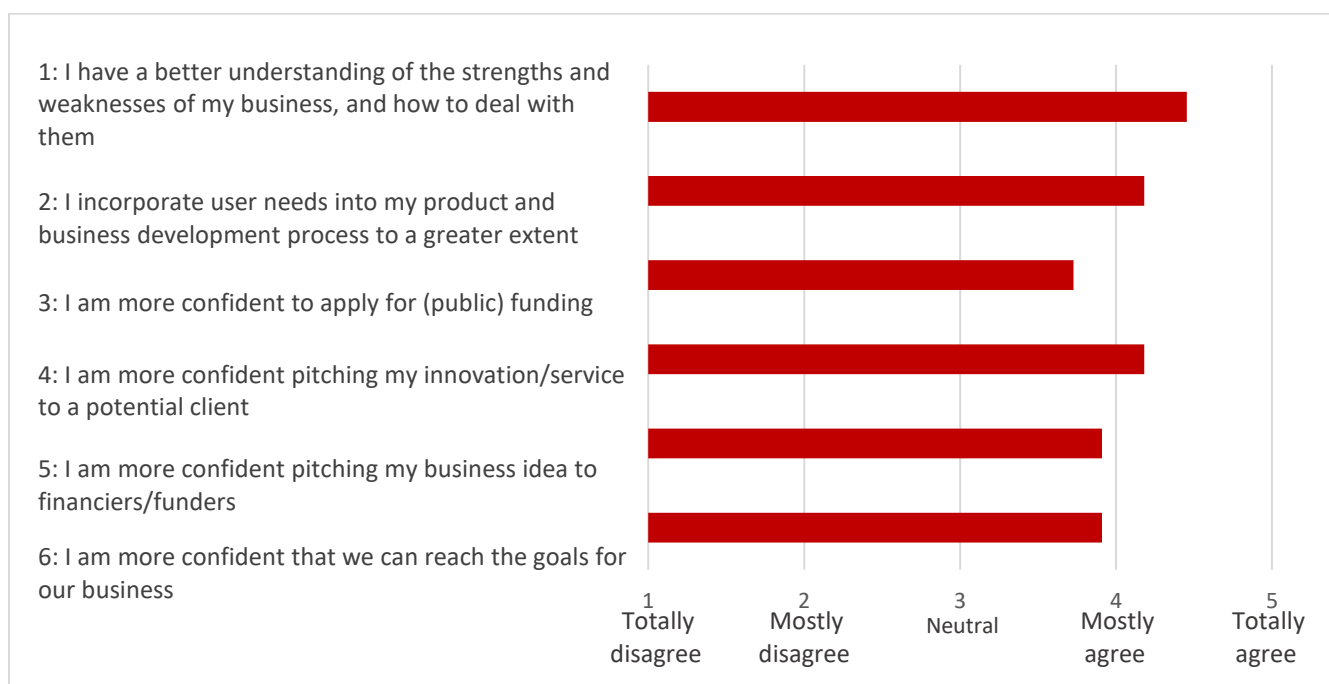 1: I have a better understanding of the strengths and
weaknesses of my business, and how to deal with
them
2: I incorporate user needs into my product and
business development process to a greater extent
3: I am more confident to apply for (public) funding
4: I am more confident pitching my innovation/service
to a potential client
5: I am more confident pitching my business idea to
financiers/funders
6: I am more confident that we can reach the goals for
our business
1 2 3 4 5
Totally Mostly Neutral Mostly Totally
disagree disagree agree agree